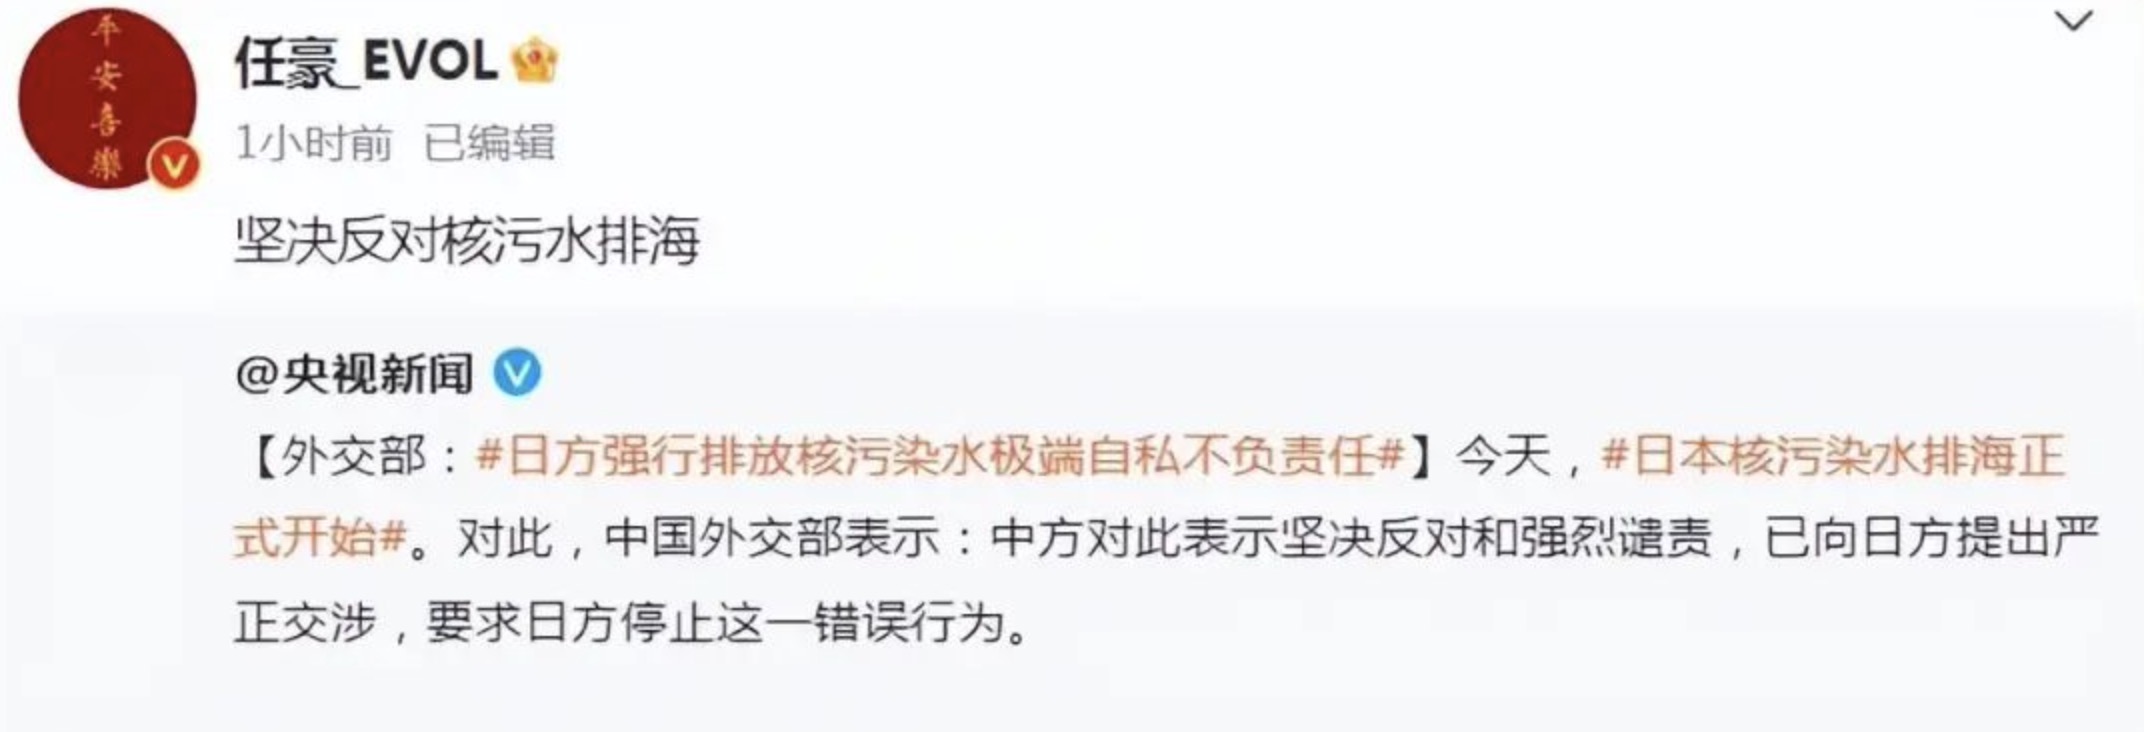 平
安
喜
樂
任豪_EVOL
1小时前 已编辑
坚决反对核污水排海
@央视新闻
【外交部：#日方强行排放核污染水极端自私不负责任#】今天，#日本核污染水排海正
式开始#。对此，中国外交部表示：中方对此表示坚决反对和强烈谴责，已向日方提出严
正交涉，要求日方停止这一错误行为。